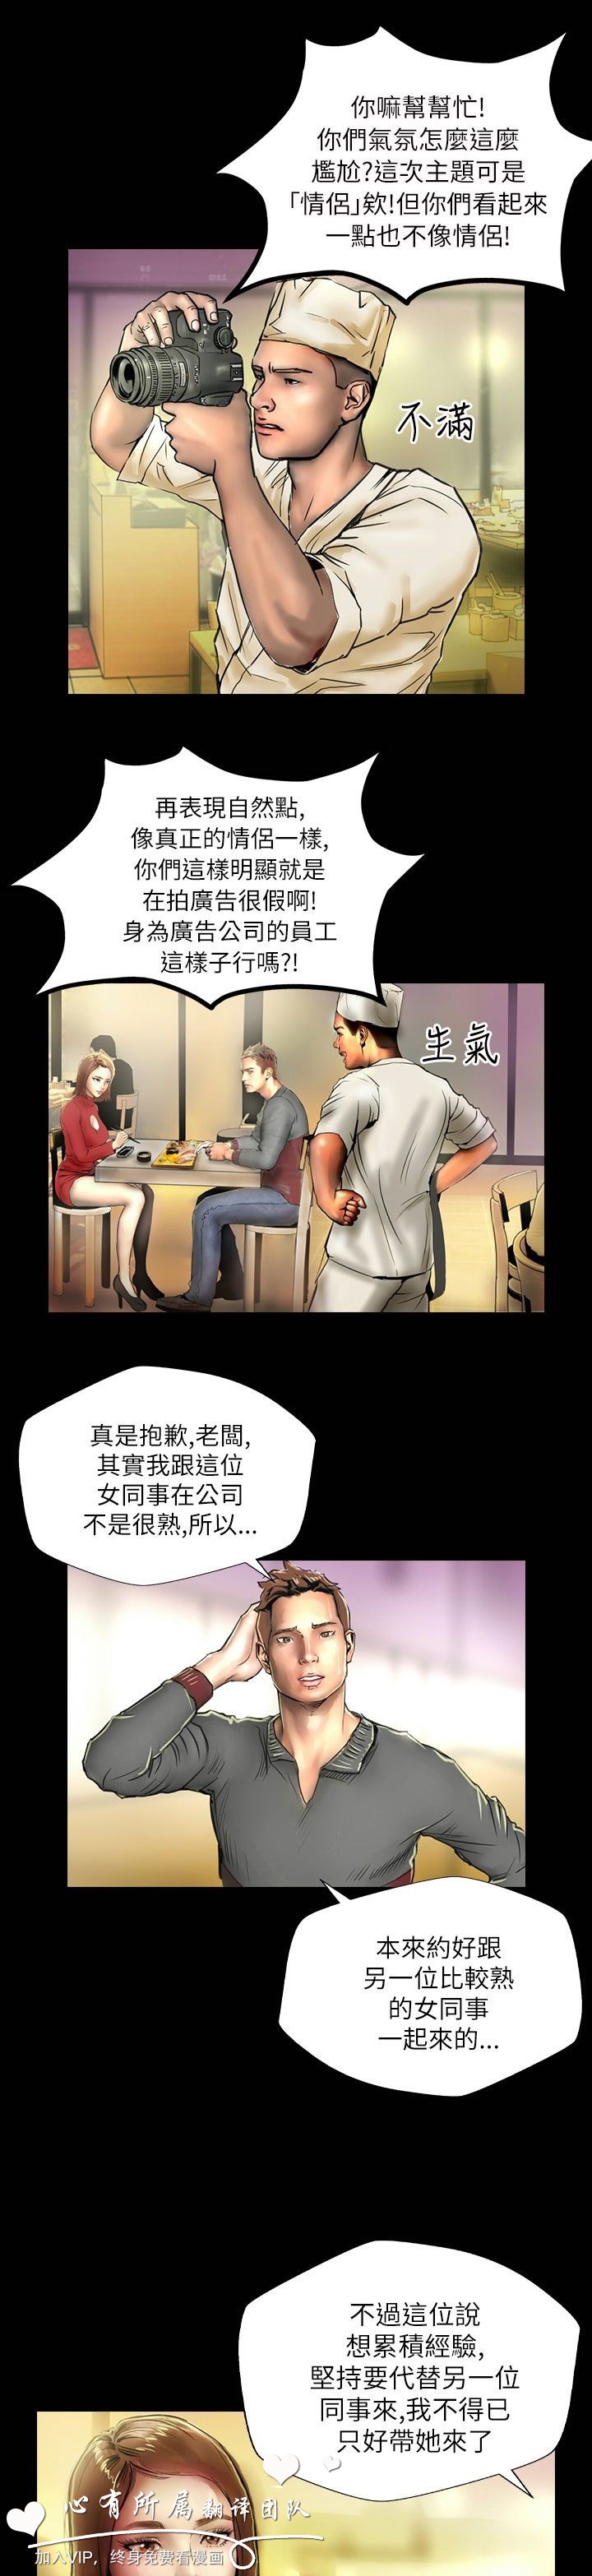 你嘛幫幫忙!
你們氣氛怎麼這麼
尷尬?這次主題可是
「情侶」欸!但你們看起來
一點也不像情侶!
不滿
再表現自然點,
像真正的情侶一樣,
你們這樣明顯就是
在拍廣告很假啊!
身為廣告公司的員工
這樣子行嗎?!
生氣
真是抱歉,老闆,
其實我跟這位
女同事在公司
不是很熟,所以...
本來約好跟
另一位比較熟
的女同事
一起來的...
不過這位說
想累積經驗,
堅持要代替另一位
同事來,我不得已
只好帶她來了
心有所属翻译团队
加入VIP，终身免费看漫画